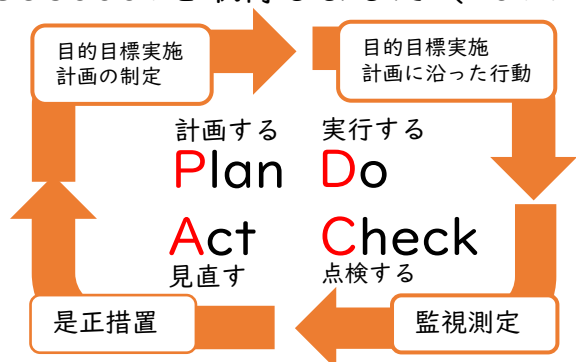 目的目標実施
計画の制定
目的目標実施
計画に沿った行動
計画する
Plan
実行する
Do
Act
見直す
Check
点検する
是正措置
監視測定